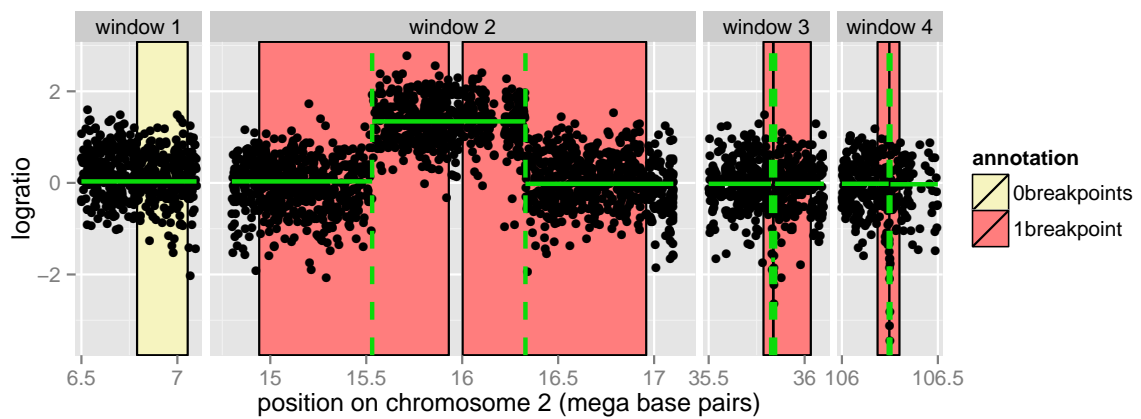 window 1 window 2 window 3 window 4
2
0
−2
logratio
6.5 7 15 15.5 16 16.5 17 35.5 36 106 106.5
position on chromosome 2 (mega base pairs)
annotation
0breakpoints
1breakpoint